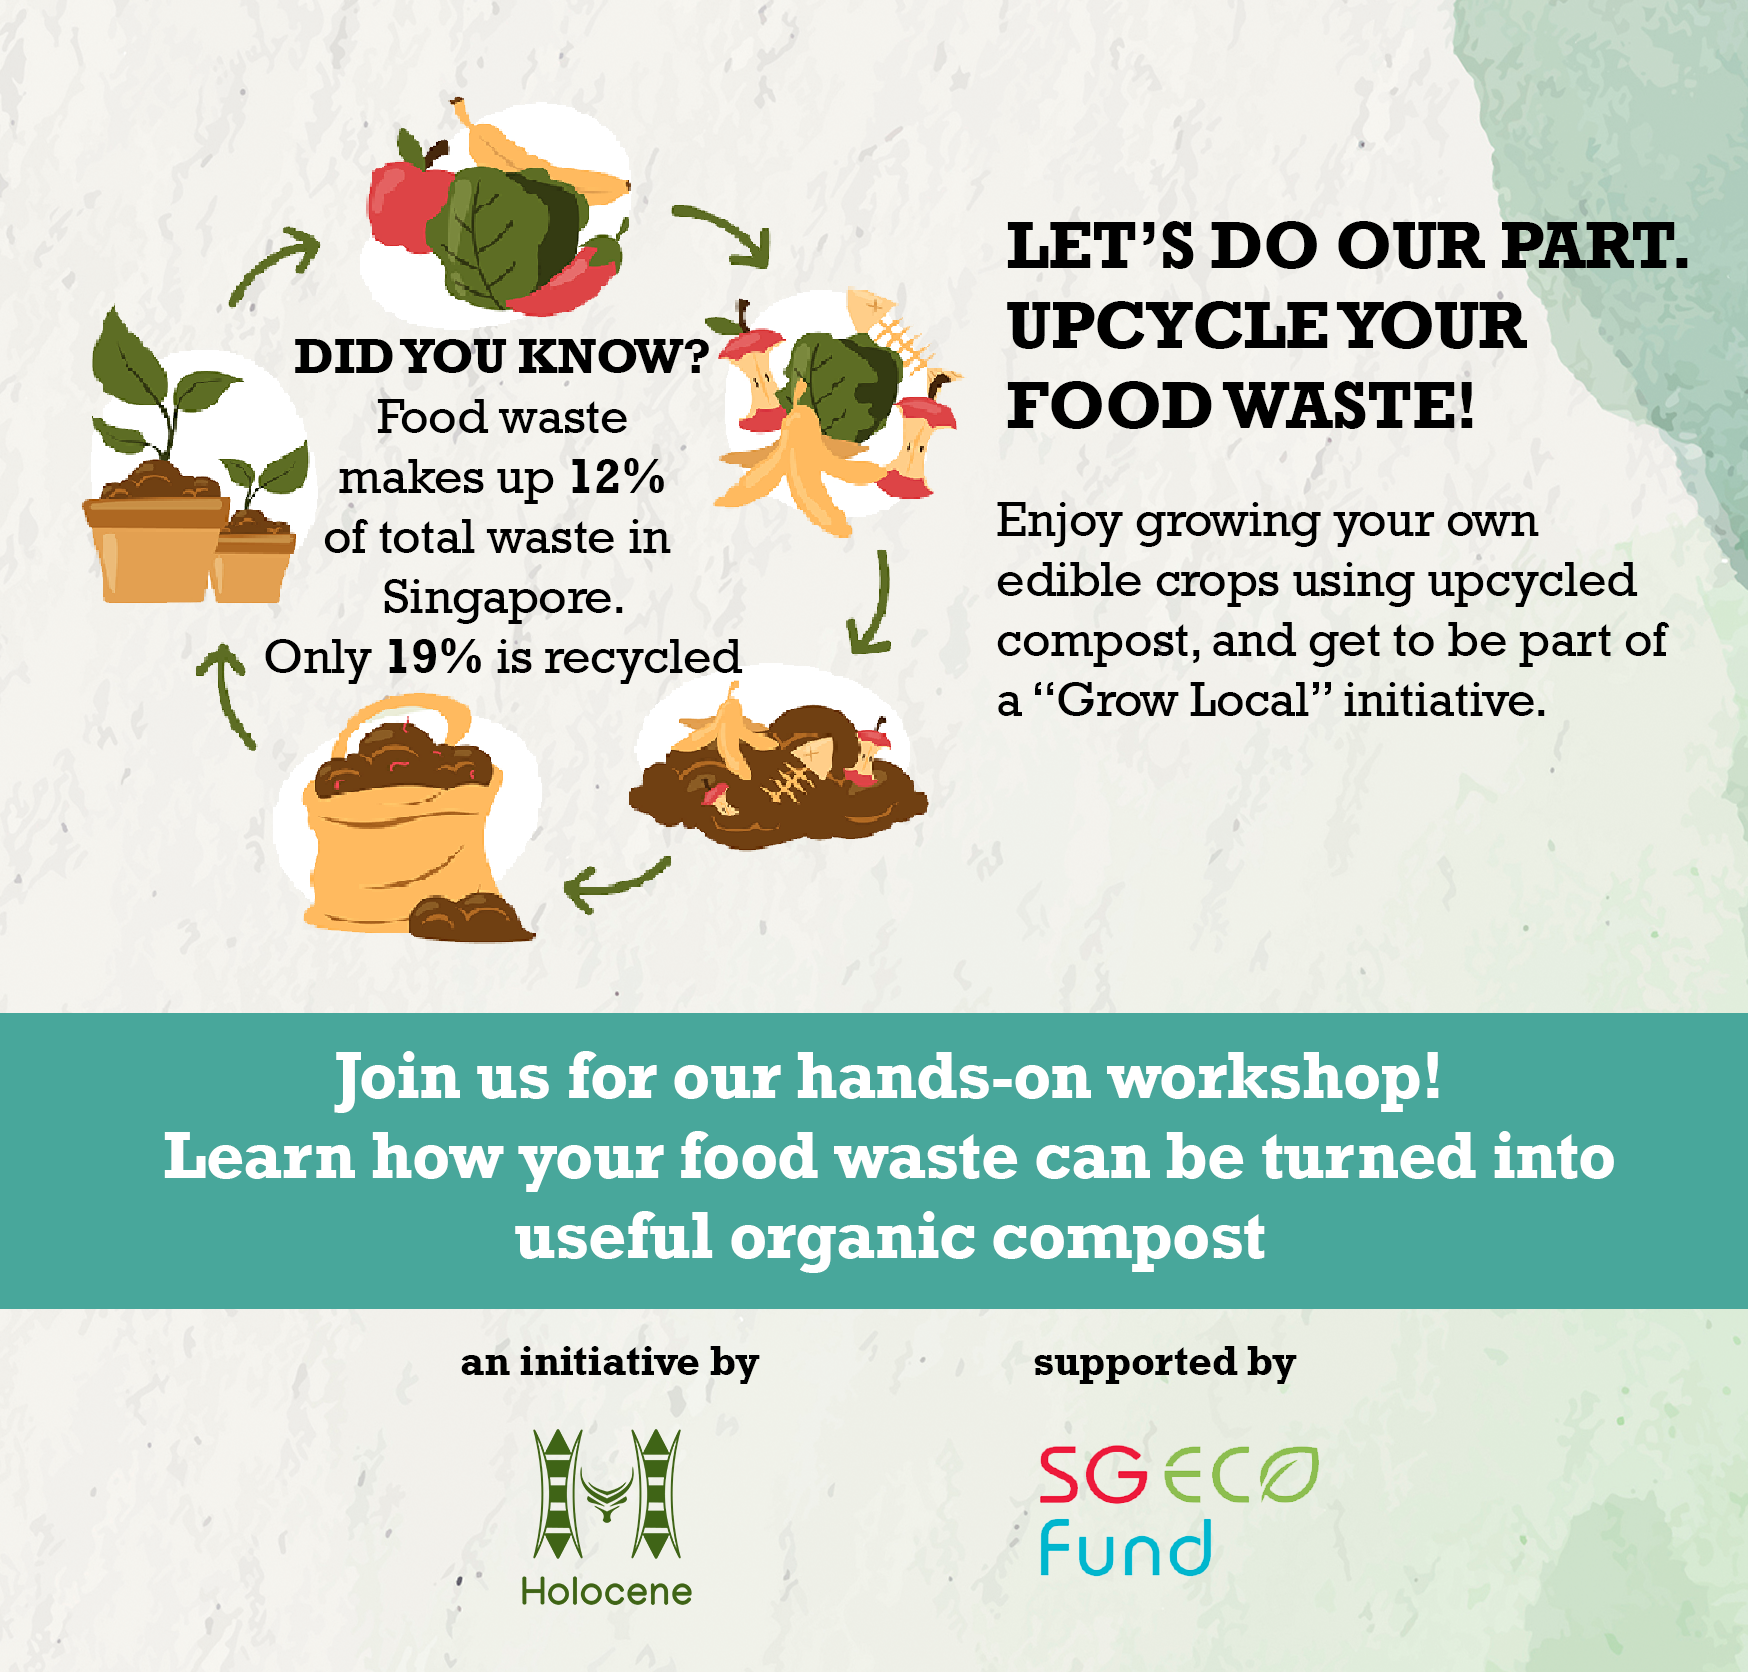 DID YOU KNOW?
Food waste
makes up 12%
of total waste in
Singapore.
Only 19% is recycled
LET'S DO OUR PART.
UPCYCLE YOUR
FOOD WASTE!
Enjoy growing your own
edible crops using upcycled
compost, and get to be part of
a “Grow Local” initiative.
Join us for our hands-on workshop!
Learn how your food waste can be turned into
useful organic compost
an initiative by
Holocene
supported by
SG ECO
Fund